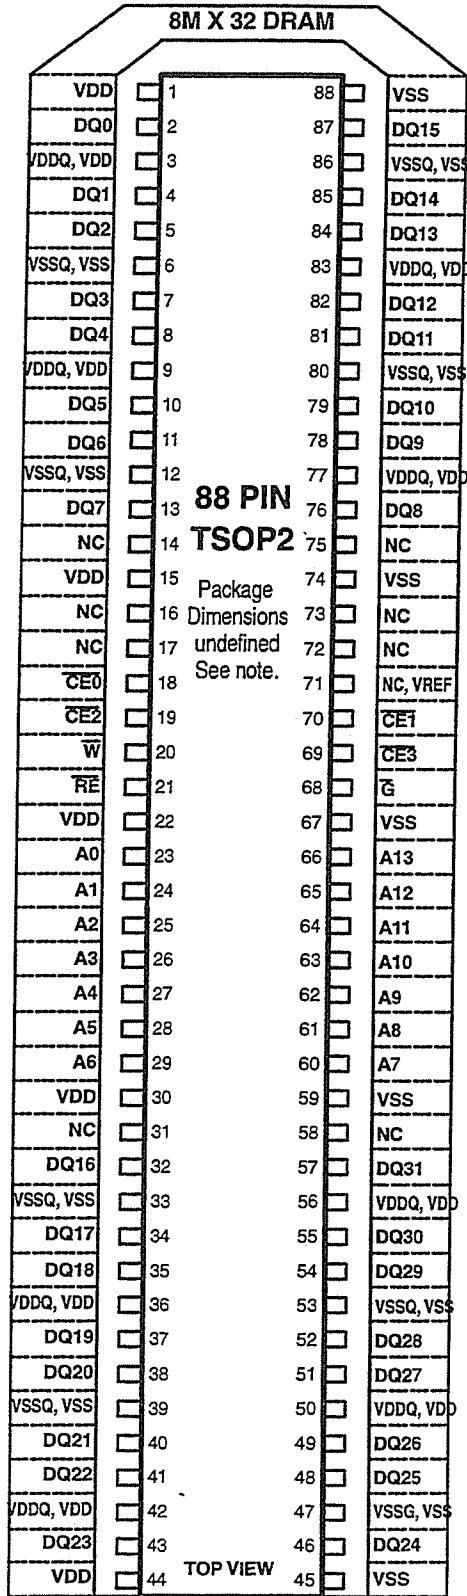 8M X 32 DRAM
VDD 1 88 VSS
DQ0 2 87 DQ15
VDDQ, VDD 3 86 VSSQ, VSS
DQ1 4 85 DQ14
DQ2 5 84 DQ13
VSSQ, VSS 6 83 VDDQ, VDD
DQ3 7 82 DQ12
DQ4 8 81 DQ11
VDDQ, VDD 9 80 VSSQ, VSS
DQ5 10 79 DQ10
DQ6 11 78 DQ9
VSSQ, VSS 12 77 VDDQ, VDD
DQ7 13 88 PIN 76 DQ8
NC 14 TSOP2 75 NC
VDD 15 74 VSS
Package
NC 16 Dimensions 73 NC
NC 17 undefined 72 NC
CE0 18 See note. 71 NC, VREF
CE2 19 70 CE1
W 20 69 CE3
RE 21 68 G
VDD 22 67 VSS
A0 23 66 A13
A1 24 65 A12
A2 25 64 A11
A3 26 63 A10
A4 27 62 A9
A5 28 61 A8
A6 29 60 A7
VDD 30 59 VSS
NC 31 58 NC
DQ16 32 57 DQ31
VSSQ, VSS 33 56 VDDQ, VDD
DQ17 34 55 DQ30
DQ18 35 54 DQ29
VDDQ, VDD 36 53 VSSQ, VSS
DQ19 37 52 DQ28
DQ20 38 51 DQ27
VSSQ, VSS 39 50 VDDQ, VDD
DQ21 40 49 DQ26
DQ22 41 48 DQ25
VDDQ, VDD 42 47 VSSG, VSS
DQ23 43 46 DQ24
VDD 44 TOP VIEW 45 VSS